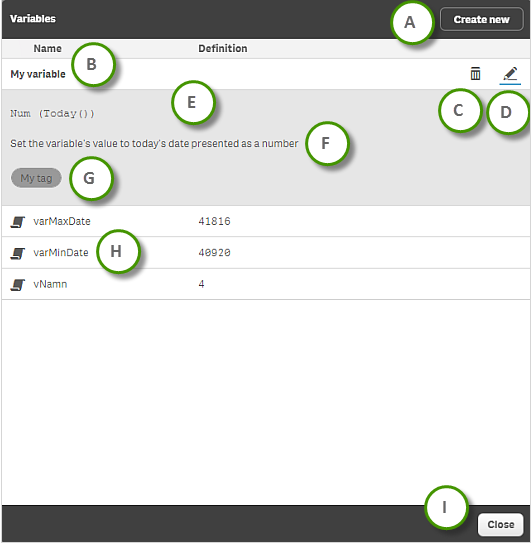 Variables A Create new
Name Definition
My variable B
C D
E
Num (Today())
Set the variable's value to today's date presented as a number F
My tag G
varMaxDate 41816
varMinDate H 40920
vNamn 4
I
Close